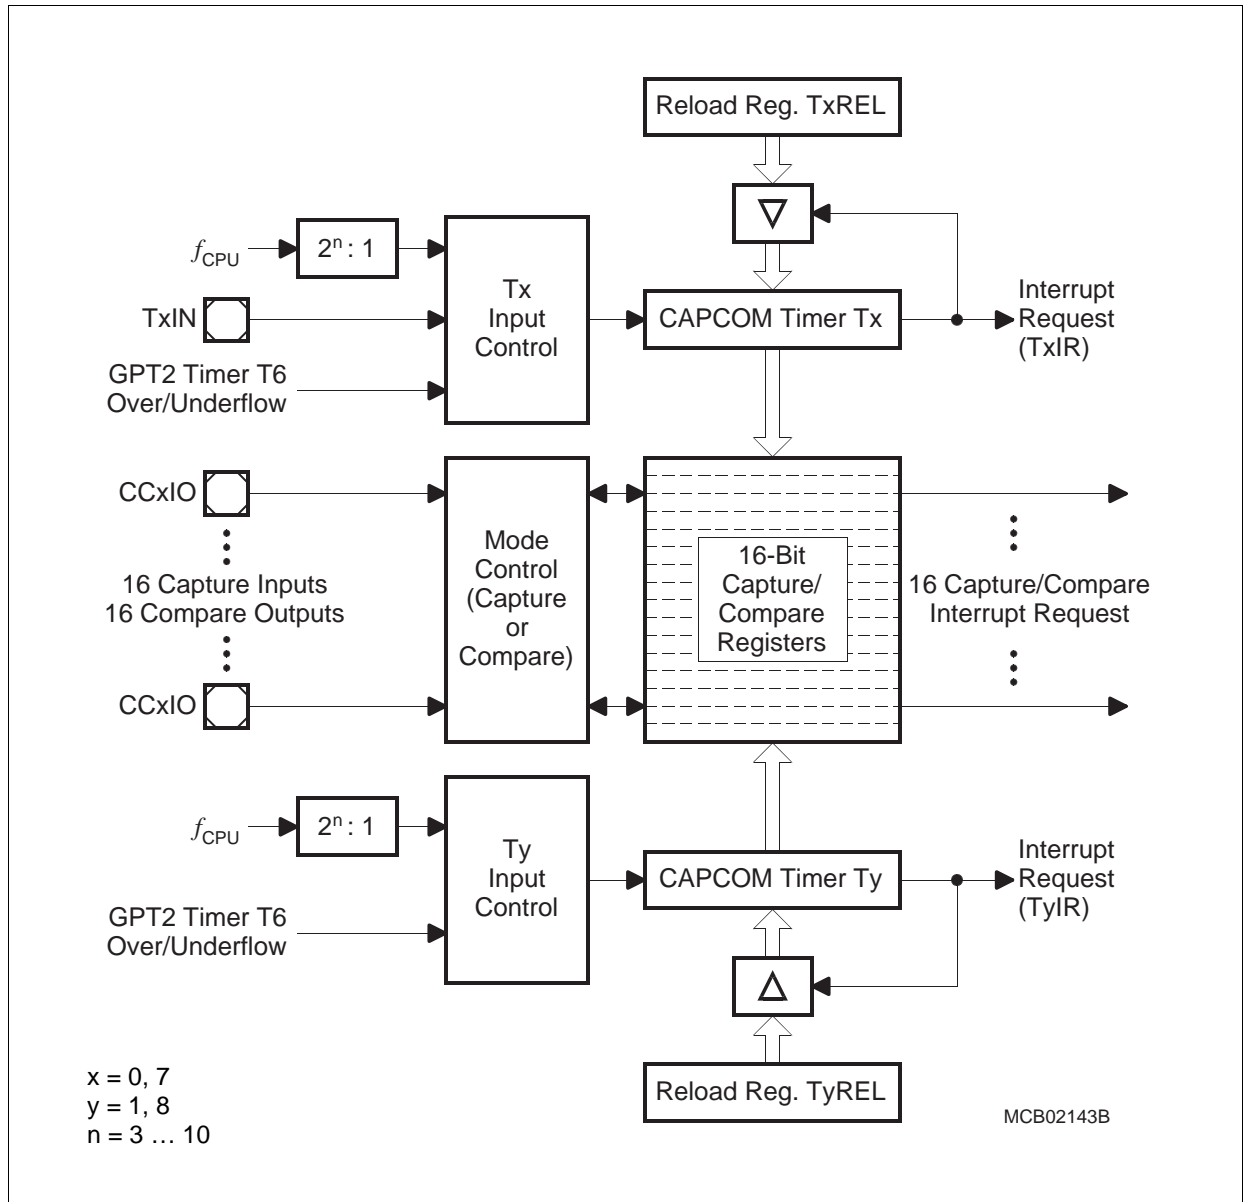 Reload Reg. TxREL
▽
fCPU
2ⁿ : 1
TxIN
GPT2 Timer T6
Over/Underflow
Tx
Input
Control
CAPCOM Timer Tx
Interrupt
Request
(TxIR)
CCxIO
16 Capture Inputs
16 Compare Outputs
CCxIO
Mode
Control
(Capture
or
Compare)
16-Bit
Capture/
Compare
Registers
16 Capture/Compare
Interrupt Request
fCPU
2ⁿ : 1
GPT2 Timer T6
Over/Underflow
Ty
Input
Control
CAPCOM Timer Ty
Interrupt
Request
(TyIR)
△
Reload Reg. TyREL
x = 0, 7
y = 1, 8
n = 3 … 10
MCB02143B